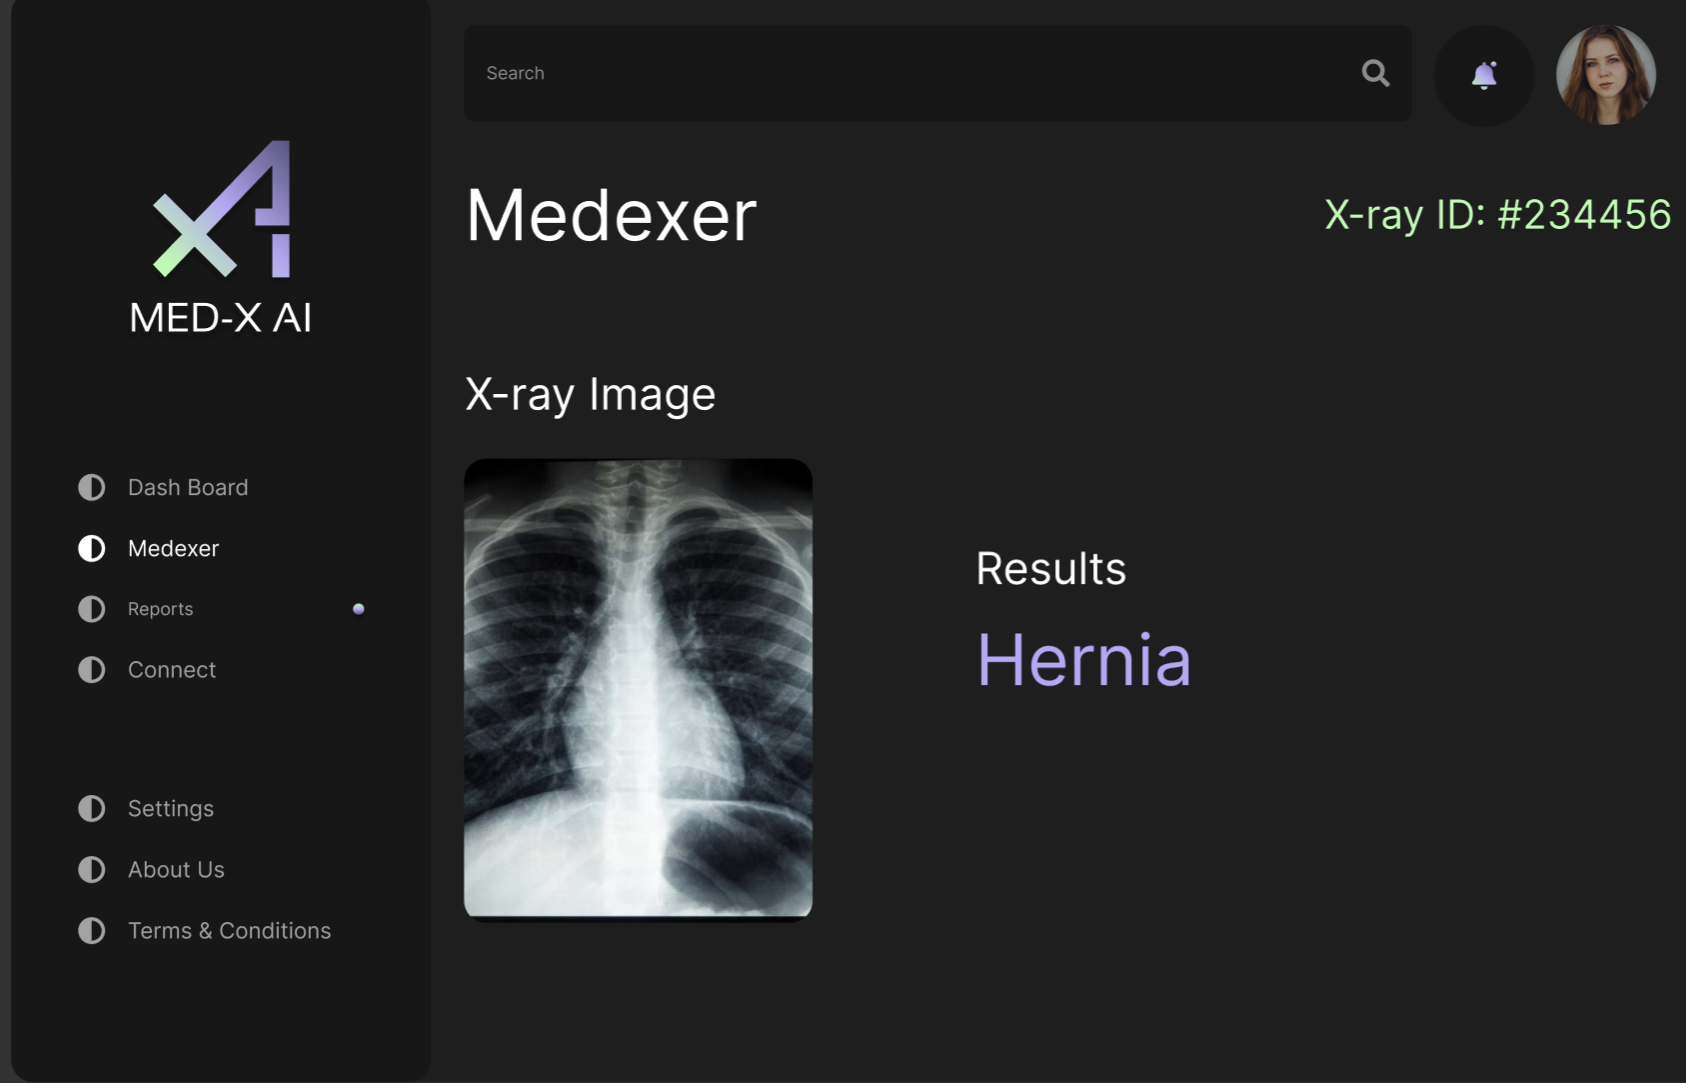 Search
MED-X AI
Dash Board
Medexer
Reports
Connect
Settings
About Us
Terms & Conditions
Medexer
X-ray ID: #234456
X-ray Image
Results
Hernia